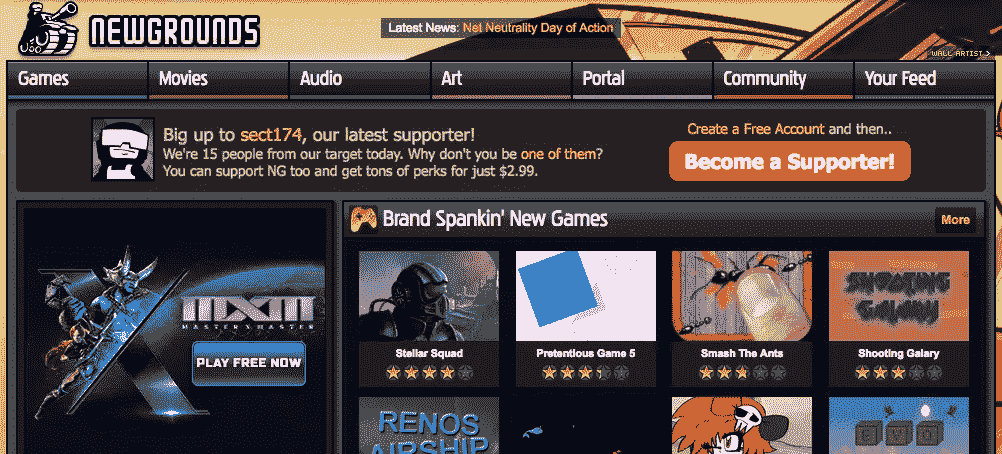 NEWGROUNDS
Latest News: Net Neutrality Day of Action
WALL ARTIST >
Games
Movies
Audio
Art
Portal
Community
Your Feed
Big up to sect174, our latest supporter!
We're 15 people from our target today. Why don't you be one of them?
You can support NG too and get tons of perks for just $2.99.
Create a Free Account and then..
Become a Supporter!
MXM
MASTER X MASTER
PLAY FREE NOW
Brand Spankin' New Games
More
SHOOTING
GALARY
Stellar Squad
Pretentious Game 5
Smash The Ants
Shooting Galary
RENOS
AIRSHIP